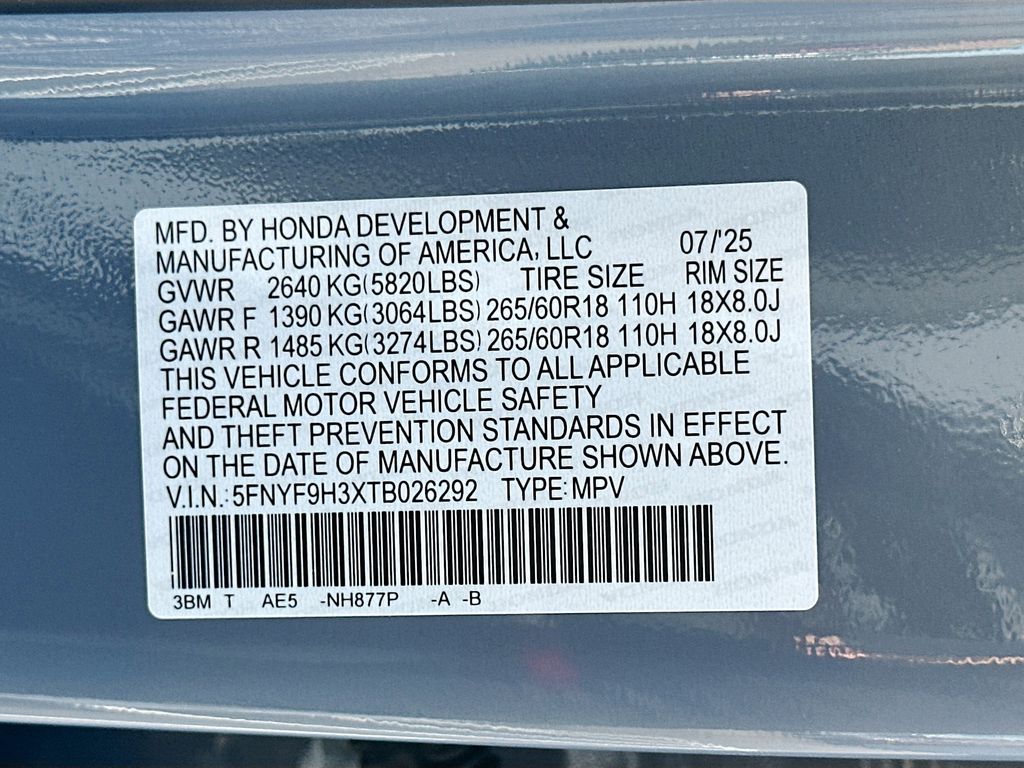 MFD. BY HONDA DEVELOPMENT &
MANUFACTURING OF AMERICA, LLC 07/'25
GVWR 2640 KG(5820LBS) TIRE SIZE RIM SIZE
GAWR F 1390 KG(3064LBS) 265/60R18 110H 18X8.0J
GAWR R 1485 KG(3274LBS) 265/60R18 110H 18X8.0J
THIS VEHICLE CONFORMS TO ALL APPLICABLE
FEDERAL MOTOR VEHICLE SAFETY
AND THEFT PREVENTION STANDARDS IN EFFECT
ON THE DATE OF MANUFACTURE SHOWN ABOVE.
V.I.N.:5FNYF9H3XTB026292 TYPE:MPV
3BM T AE5 -NH877P -A -B